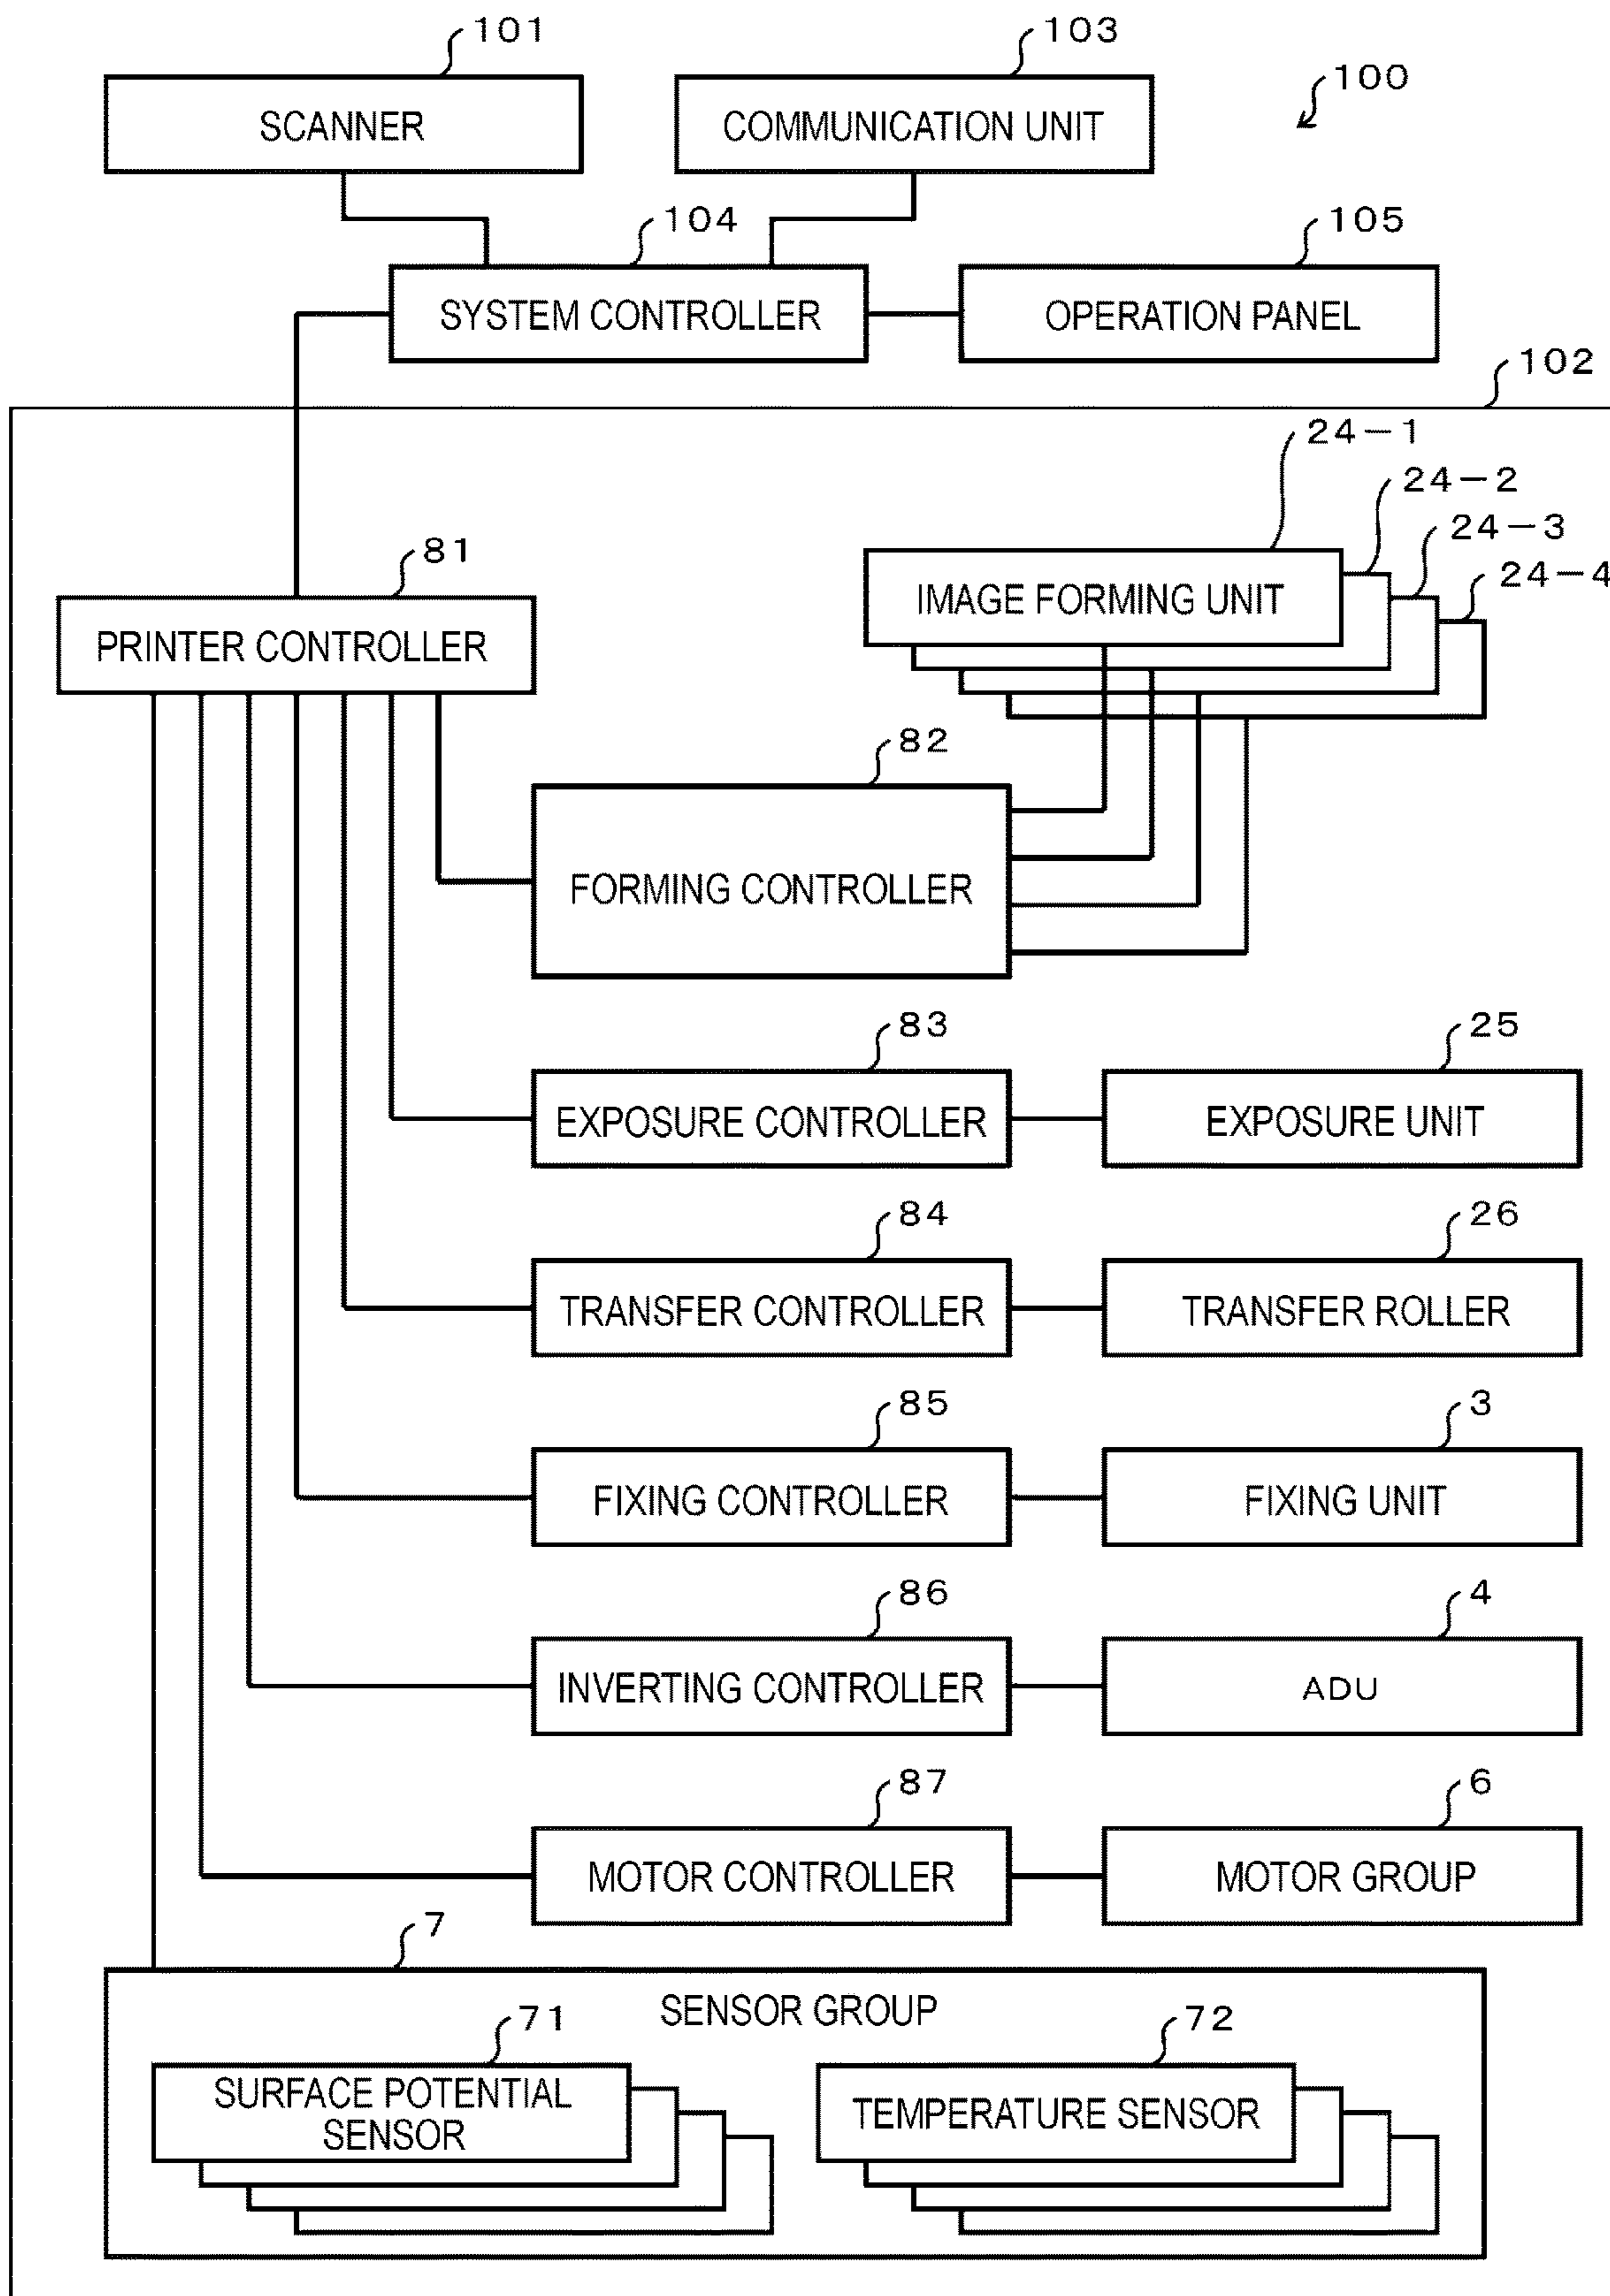 101
103
100
SCANNER
COMMUNICATION UNIT
104
105
SYSTEM CONTROLLER
OPERATION PANEL
102
24-1
24-2
24-3
24-4
81
IMAGE FORMING UNIT
PRINTER CONTROLLER
82
FORMING CONTROLLER
83
25
EXPOSURE CONTROLLER
EXPOSURE UNIT
84
26
TRANSFER CONTROLLER
TRANSFER ROLLER
85
3
FIXING CONTROLLER
FIXING UNIT
86
4
INVERTING CONTROLLER
ADU
87
6
MOTOR CONTROLLER
MOTOR GROUP
7
SENSOR GROUP
71
72
SURFACE POTENTIAL
SENSOR
TEMPERATURE SENSOR